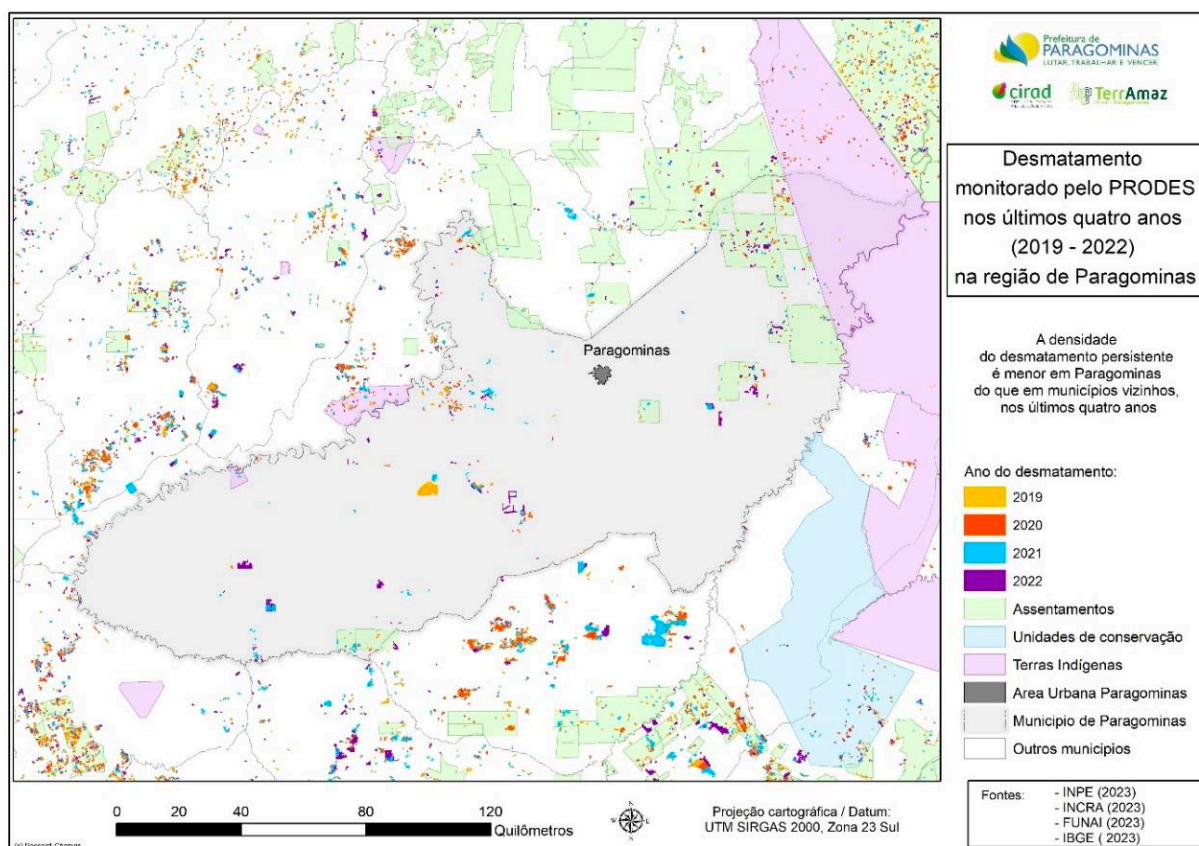 Prefeitura de
PARAGOMINAS
LUTAR, TRABALHAR E VENCER
cirad
TerrAmaz
Desmatamento
monitorado pelo PRODES
nos últimos quatro anos
(2019 - 2022)
na região de Paragominas
A densidade
do desmatamento persistente
é menor em Paragominas
do que em municípios vizinhos,
nos últimos quatro anos
Paragominas
Ano do desmatamento:
2019
2020
2021
2022
Assentamentos
Unidades de conservação
Terras Indígenas
Area Urbana Paragominas
Municipio de Paragominas
Outros municipios
Fontes: - INPE (2023)
- INCRA (2023)
- FUNAI (2023)
- IBGE ( 2023)
0 20 40 80 120
Quilômetros
N
S
W
E
Projeção cartográfica / Datum:
UTM SIRGAS 2000, Zona 23 Sul